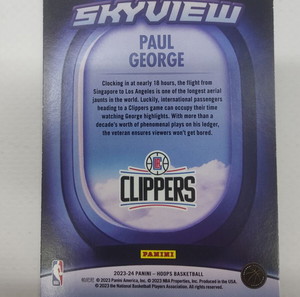 SKYVIEW
PAUL
GEORGE
Clocking in at nearly 18 hours, the flight from
Singapore to Los Angeles is one of the longest aerial
jaunts in the world. Luckily, international passengers
heading to a Clippers game can occupy their time
watching George highlights. With more than a
decade's worth of phenomenal plays on his ledger,
the veteran ensures viewers won't get bored.
CLIPPERS
PANINI
2023-24 PANINI – HOOPS BASKETBALL
© 2023 Panini America, Inc. © 2023 NBA Properties, Inc. Produced in the USA.
© 2023 the National Basketball Players Association. All rights reserved.